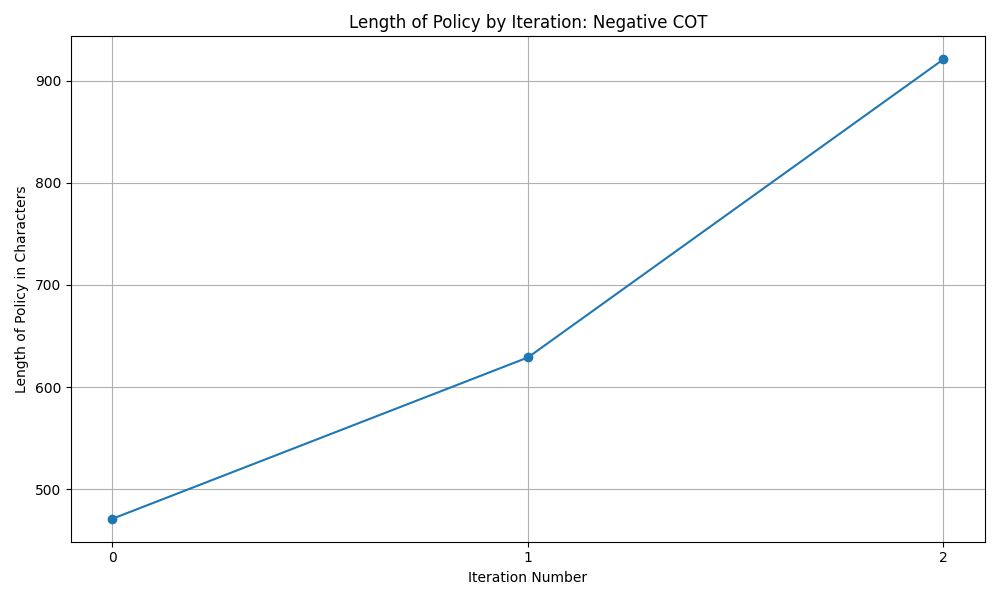 Length of Policy by Iteration: Negative COT
Length of Policy in Characters
900
800
700
600
500
0 1 2
Iteration Number